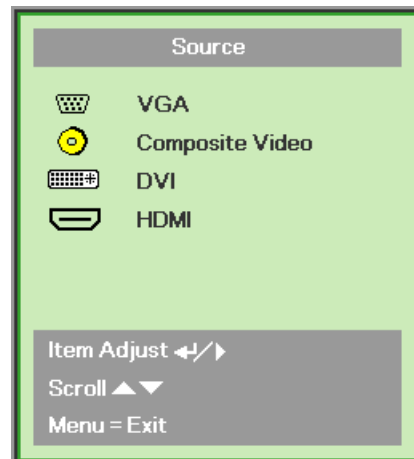 Source
VGA
Composite Video
DVI
HDMI
Item Adjust ↵/▶
Scroll ▲▼
Menu = Exit